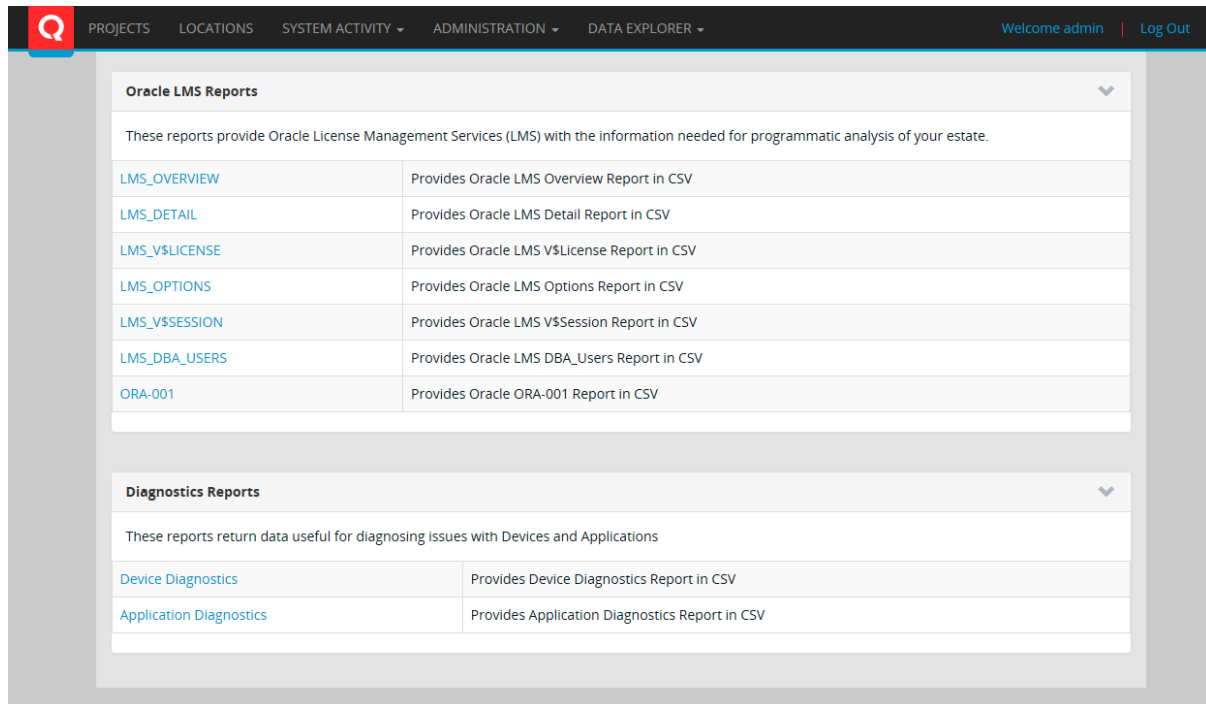 PROJECTS LOCATIONS SYSTEM ACTIVITY ADMINISTRATION DATA EXPLORER Welcome admin | Log Out
Oracle LMS Reports
These reports provide Oracle License Management Services (LMS) with the information needed for programmatic analysis of your estate.
LMS_OVERVIEW Provides Oracle LMS Overview Report in CSV
LMS_DETAIL Provides Oracle LMS Detail Report in CSV
LMS_V$LICENSE Provides Oracle LMS V$License Report in CSV
LMS_OPTIONS Provides Oracle LMS Options Report in CSV
LMS_V$SESSION Provides Oracle LMS V$Session Report in CSV
LMS_DBA_USERS Provides Oracle LMS DBA_Users Report in CSV
ORA-001 Provides Oracle ORA-001 Report in CSV
Diagnostics Reports
These reports return data useful for diagnosing issues with Devices and Applications
Device Diagnostics Provides Device Diagnostics Report in CSV
Application Diagnostics Provides Application Diagnostics Report in CSV